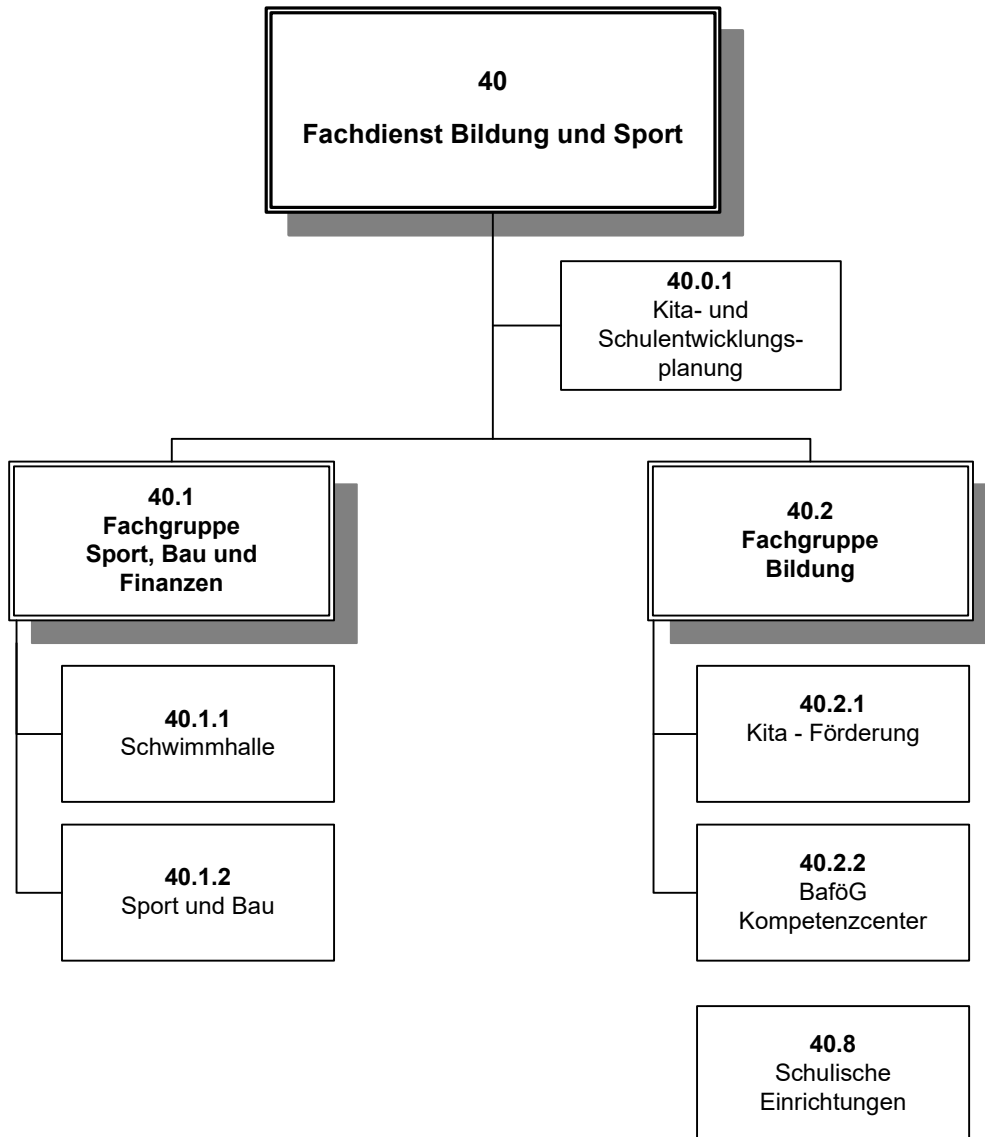 40
Fachdienst Bildung und Sport
40.0.1
Kita- und
Schulentwicklungs-
planung
40.1
Fachgruppe
Sport, Bau und
Finanzen
40.2
Fachgruppe
Bildung
40.1.1
Schwimmhalle
40.2.1
Kita - Förderung
40.1.2
Sport und Bau
40.2.2
BaföG
Kompetenzcenter
40.8
Schulische
Einrichtungen